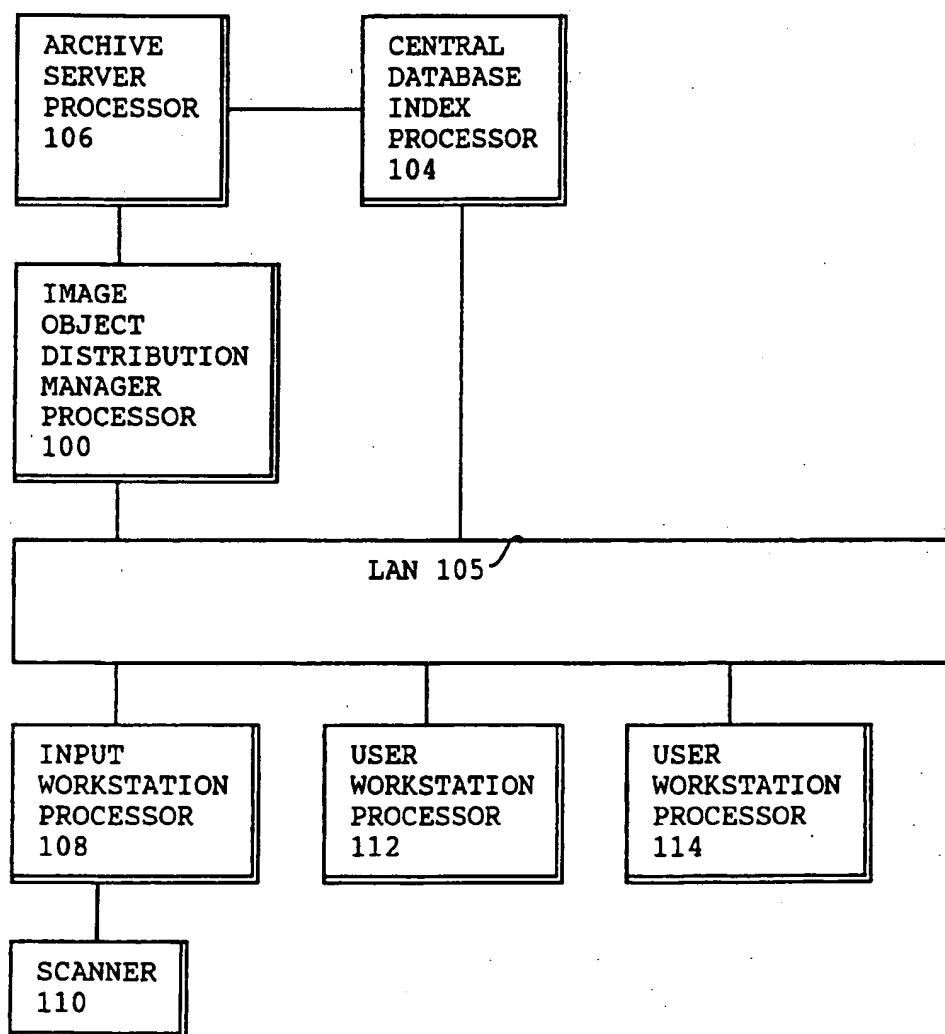 ARCHIVE
SERVER
PROCESSOR
106
CENTRAL
DATABASE
INDEX
PROCESSOR
104
IMAGE
OBJECT
DISTRIBUTION
MANAGER
PROCESSOR
100
LAN 105
INPUT
WORKSTATION
PROCESSOR
108
USER
WORKSTATION
PROCESSOR
112
USER
WORKSTATION
PROCESSOR
114
SCANNER
110